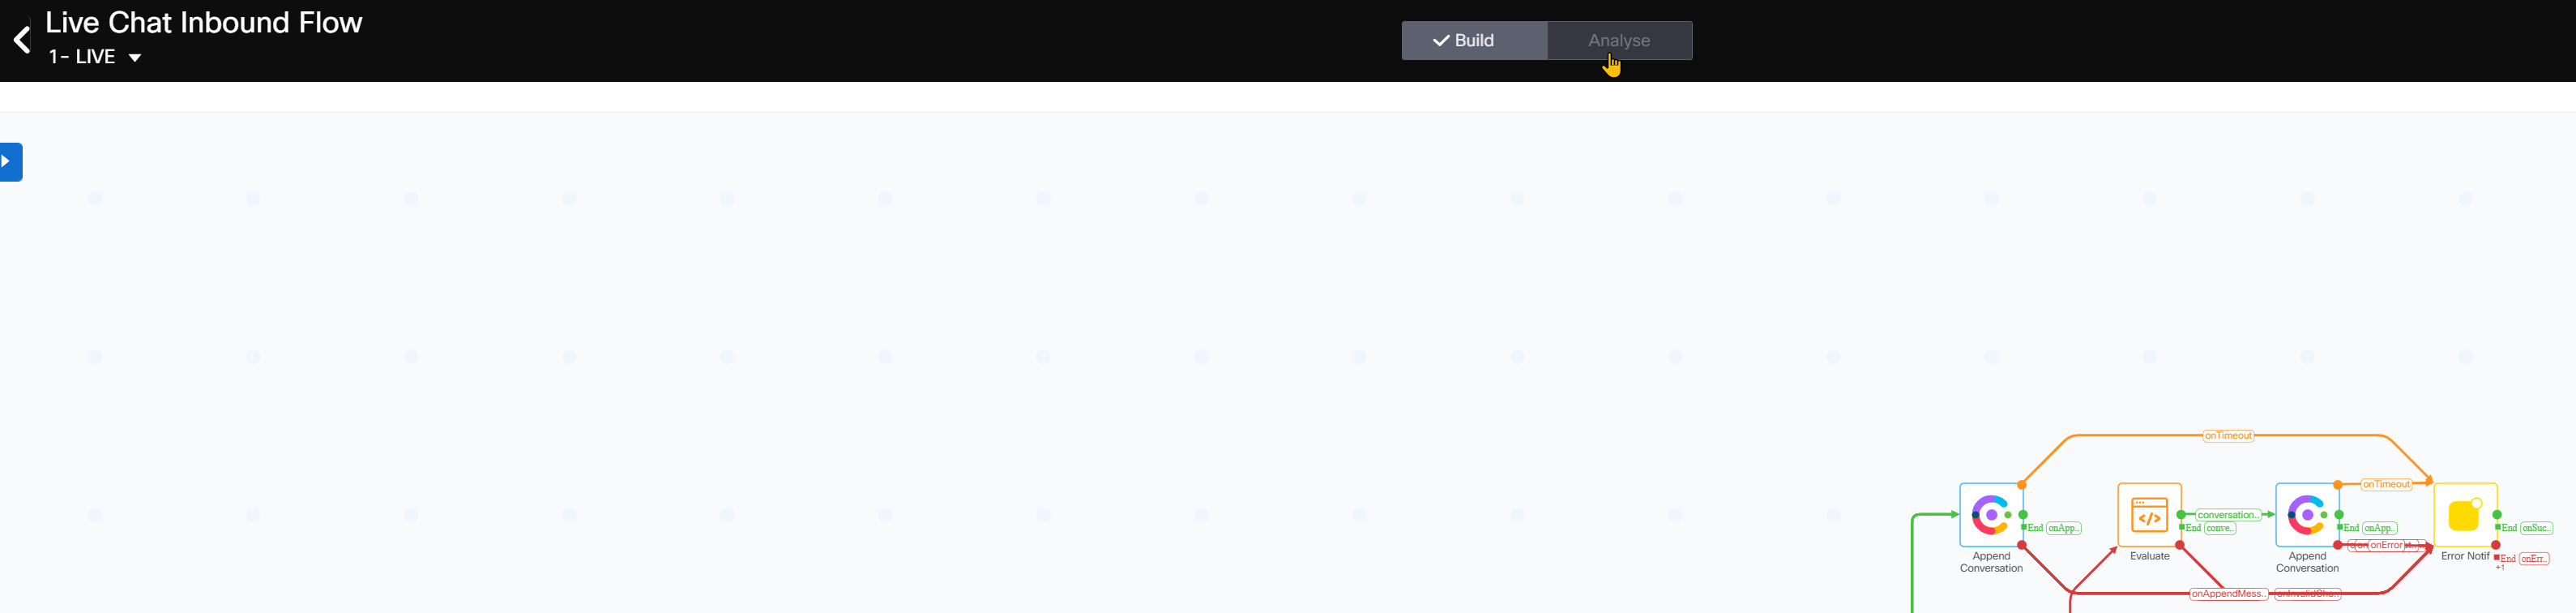 Live Chat Inbound Flow
1- LIVE
Build
Analyse
onTimeout
onTimeout
conversation..
End onApp..
End conve..
End onApp..
End onSuc..
onError
Append
Conversation
Evaluate
Append
Conversation
Error Notif
End onErr..
+1
onAppendMess..